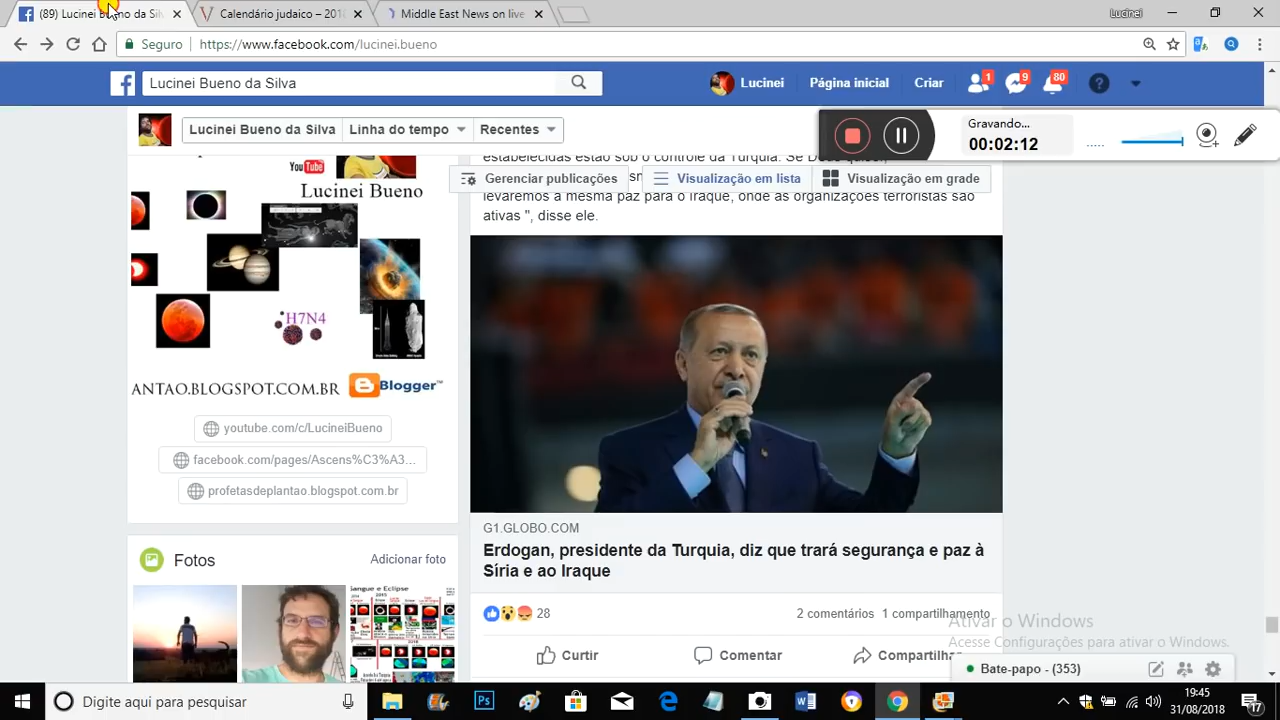 (89) Lucinei Bueno da Sil
Calendário judaico – 201
Middle East News on live
Lucinei
Seguro
https://www.facebook.com/lucinei.bueno
Lucinei Bueno da Silva
Lucinei
Página inicial
Criar
1
9
80
Lucinei Bueno da Silva
Linha do tempo
Recentes
Gravando...
00:02:12
estabelecidas estão sob o controle da Turquia. Se Deus quiser,
Gerenciar publicações
Visualização em lista
Visualização em grade
levaremos a mesma paz para o Iraque, onde as organizações terroristas são
ativas ", disse ele.
You Tube
Lucinei Bueno
H7N4
ANTAO.BLOGSPOT.COM.BR
Blogger
youtube.com/c/LucineiBueno
facebook.com/pages/Ascens%C3%A3...
profetasdeplantao.blogspot.com.br
G1.GLOBO.COM
Erdogan, presidente da Turquia, diz que trará segurança e paz à
Síria e ao Iraque
28
2 comentários
1 compartilhamento
Curtir
Comentar
Compartilhar
Fotos
Adicionar foto
Sangue e Eclipse
Ativar o Windows
Acesse Configurações para ativar o Windows.
Bate-papo - (353)
Digite aqui para pesquisar
19:45
31/08/2018
17